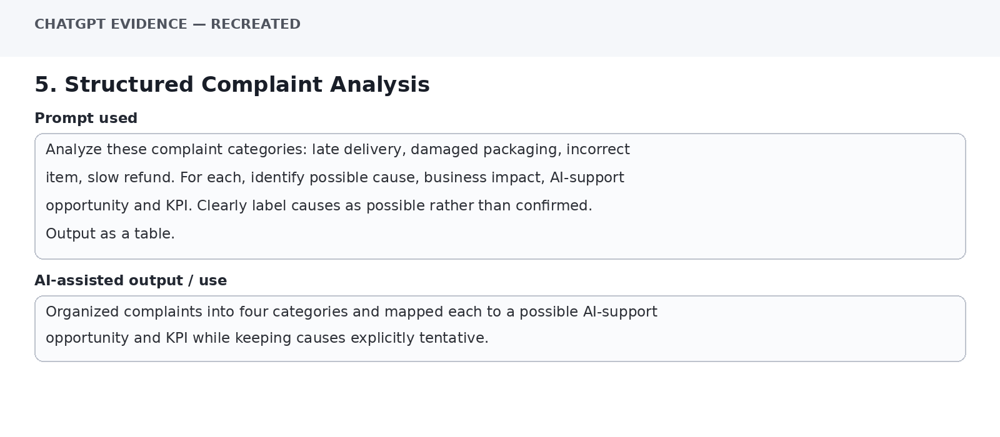 CHATGPT EVIDENCE — RECREATED
5. Structured Complaint Analysis
Prompt used
Analyze these complaint categories: late delivery, damaged packaging, incorrect
item, slow refund. For each, identify possible cause, business impact, AI-support
opportunity and KPI. Clearly label causes as possible rather than confirmed.
Output as a table.
AI-assisted output / use
Organized complaints into four categories and mapped each to a possible AI-support
opportunity and KPI while keeping causes explicitly tentative.